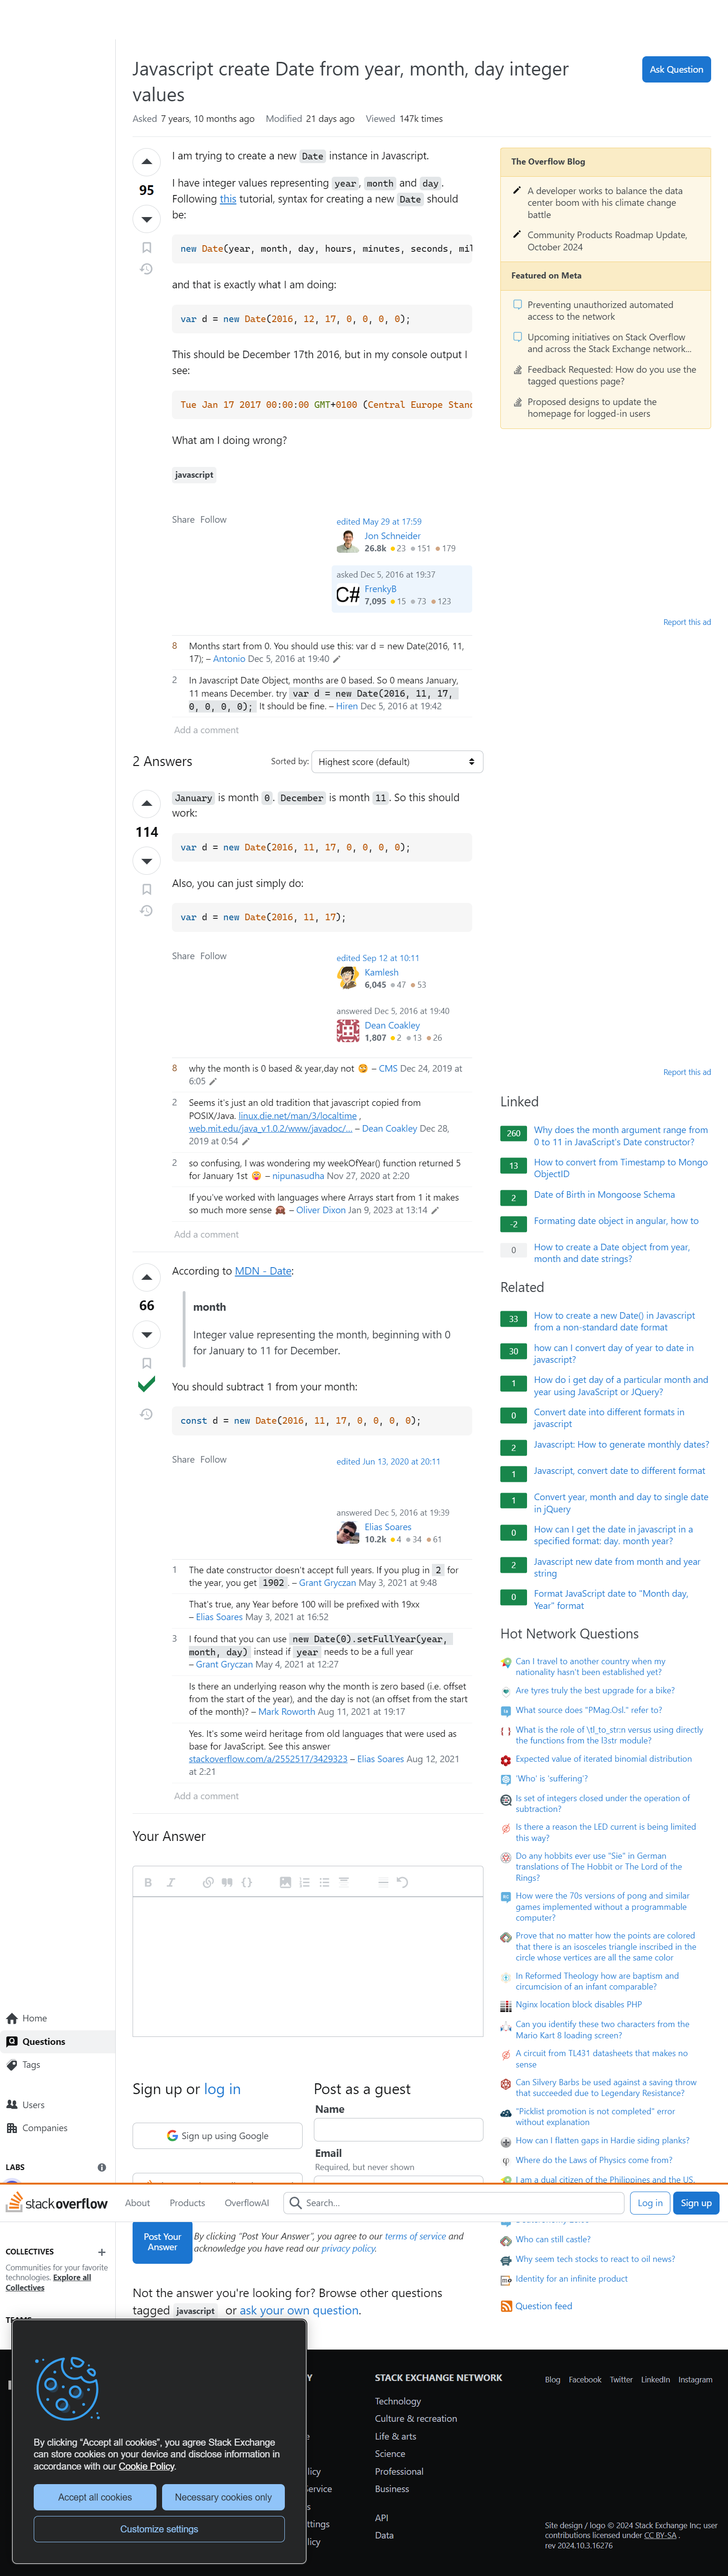 Javascript create Date from year, month, day integer
values
Ask Question
Asked 7 years, 10 months ago Modified 21 days ago Viewed 147k times
95
I am trying to create a new Date instance in Javascript.
I have integer values representing year, month and day.
Following this tutorial, syntax for creating a new Date should
be:
new Date(year, month, day, hours, minutes, seconds, mil
and that is exactly what I am doing:
var d = new Date(2016, 12, 17, 0, 0, 0, 0);
This should be December 17th 2016, but in my console output I
see:
Tue Jan 17 2017 00:00:00 GMT+0100 (Central Europe Stand
What am I doing wrong?
javascript
Share Follow
edited May 29 at 17:59
Jon Schneider
26.8k 23 151 179
asked Dec 5, 2016 at 19:37
C#
FrenkyB
7,095 15 73 123
8 Months start from 0. You should use this: var d = new Date(2016, 11,
17); – Antonio Dec 5, 2016 at 19:40
2 In Javascript Date Object, months are 0 based. So 0 means January,
11 means December. try var d = new Date(2016, 11, 17,
0, 0, 0, 0); It should be fine. – Hiren Dec 5, 2016 at 19:42
Add a comment
2 Answers
Sorted by: Highest score (default)
114
January is month 0. December is month 11. So this should
work:
var d = new Date(2016, 11, 17, 0, 0, 0, 0);
Also, you can just simply do:
var d = new Date(2016, 11, 17);
Share Follow
edited Sep 12 at 10:11
Kamlesh
6,045 47 53
answered Dec 5, 2016 at 19:40
Dean Coakley
1,807 2 13 26
8 why the month is 0 based & year,day not 🙄 – CMS Dec 24, 2019 at
6:05
2 Seems it's just an old tradition that javascript copied from
POSIX/Java. linux.die.net/man/3/localtime ,
web.mit.edu/java_v1.0.2/www/javadoc/… – Dean Coakley Dec 28,
2019 at 0:54
2 so confusing, I was wondering my weekOfYear() function returned 5
for January 1st 😜 – nipunasudha Nov 27, 2020 at 2:20
If you've worked with languages where Arrays start from 1 it makes
so much more sense 🙈 – Oliver Dixon Jan 9, 2023 at 13:14
Add a comment
66
According to MDN - Date:
month
Integer value representing the month, beginning with 0
for January to 11 for December.
You should subtract 1 from your month:
const d = new Date(2016, 11, 17, 0, 0, 0, 0);
Share Follow
edited Jun 13, 2020 at 20:11
answered Dec 5, 2016 at 19:39
Elias Soares
10.2k 4 34 61
1 The date constructor doesn't accept full years. If you plug in 2 for
the year, you get 1902. – Grant Gryczan May 3, 2021 at 9:48
That's true, any Year before 100 will be prefixed with 19xx
– Elias Soares May 3, 2021 at 16:52
3 I found that you can use new Date(0).setFullYear(year,
month, day) instead if year needs to be a full year
– Grant Gryczan May 4, 2021 at 12:27
Is there an underlying reason why the month is zero based (i.e. offset
from the start of the year), and the day is not (an offset from the start
of the month)? – Mark Roworth Aug 11, 2021 at 19:17
Yes. It's some weird heritage from old languages that were used as
base for JavaScript. See this answer
stackoverflow.com/a/2552517/3429323 – Elias Soares Aug 12, 2021
at 2:21
Add a comment
Your Answer
B I
Sign up or log in
Sign up using Google
Post as a guest
Name
Email
Required, but never shown
The Overflow Blog
A developer works to balance the data
center boom with his climate change
battle
Community Products Roadmap Update,
October 2024
Featured on Meta
Preventing unauthorized automated
access to the network
Upcoming initiatives on Stack Overflow
and across the Stack Exchange network...
Feedback Requested: How do you use the
tagged questions page?
Proposed designs to update the
homepage for logged-in users
Report this ad
Report this ad
Linked
260 Why does the month argument range from
0 to 11 in JavaScript's Date constructor?
13 How to convert from Timestamp to Mongo
ObjectID
2 Date of Birth in Mongoose Schema
-2 Formating date object in angular, how to
0 How to create a Date object from year,
month and date strings?
Related
33 How to create a new Date() in Javascript
from a non-standard date format
30 how can I convert day of year to date in
javascript?
1 How do i get day of a particular month and
year using JavaScript or JQuery?
0 Convert date into different formats in
javascript
2 Javascript: How to generate monthly dates?
1 Javascript, convert date to different format
1 Convert year, month and day to single date
in jQuery
0 How can I get the date in javascript in a
specified format: day. month year?
2 Javascript new date from month and year
string
0 Format JavaScript date to "Month day,
Year" format
Hot Network Questions
Can I travel to another country when my
nationality hasn't been established yet?
Are tyres truly the best upgrade for a bike?
What source does "PMag.Osl." refer to?
What is the role of \tl_to_str:n versus using directly
the functions from the l3str module?
Expected value of iterated binomial distribution
'Who' is 'suffering'?
Is set of integers closed under the operation of
subtraction?
Is there a reason the LED current is being limited
this way?
Do any hobbits ever use "Sie" in German
translations of The Hobbit or The Lord of the
Rings?
How were the 70s versions of pong and similar
games implemented without a programmable
computer?
Prove that no matter how the points are colored
that there is an isosceles triangle inscribed in the
circle whose vertices are all the same color
In Reformed Theology how are baptism and
circumcision of an infant comparable?
Nginx location block disables PHP
Can you identify these two characters from the
Mario Kart 8 loading screen?
A circuit from TL431 datasheets that makes no
sense
Can Silvery Barbs be used against a saving throw
that succeeded due to Legendary Resistance?
"Picklist promotion is not completed" error
without explanation
How can I flatten gaps in Hardie siding planks?
Where do the Laws of Physics come from?
I am a dual citizen of the Philippines and the US.
Who can still castle?
Why seem tech stocks to react to oil news?
Identity for an infinite product
Question feed
Home
Questions
Tags
Users
Companies
LABS
stackoverflow About Products OverflowAI Search… Log in Sign up
COLLECTIVES
Communities for your favorite
technologies. Explore all
Collectives
TEAMS
Post Your
Answer
By clicking "Post Your Answer", you agree to our terms of service and
acknowledge you have read our privacy policy.
Not the answer you're looking for? Browse other questions
tagged javascript or ask your own question.
By clicking "Accept all cookies", you agree Stack Exchange
can store cookies on your device and disclose information in
accordance with our Cookie Policy.
Accept all cookies
Necessary cookies only
Customize settings
STACK EXCHANGE NETWORK
Technology
Culture & recreation
Life & arts
Science
Professional
Business
API
Data
Blog Facebook Twitter LinkedIn Instagram
Site design / logo © 2024 Stack Exchange Inc; user
contributions licensed under CC BY-SA .
rev 2024.10.3.16276